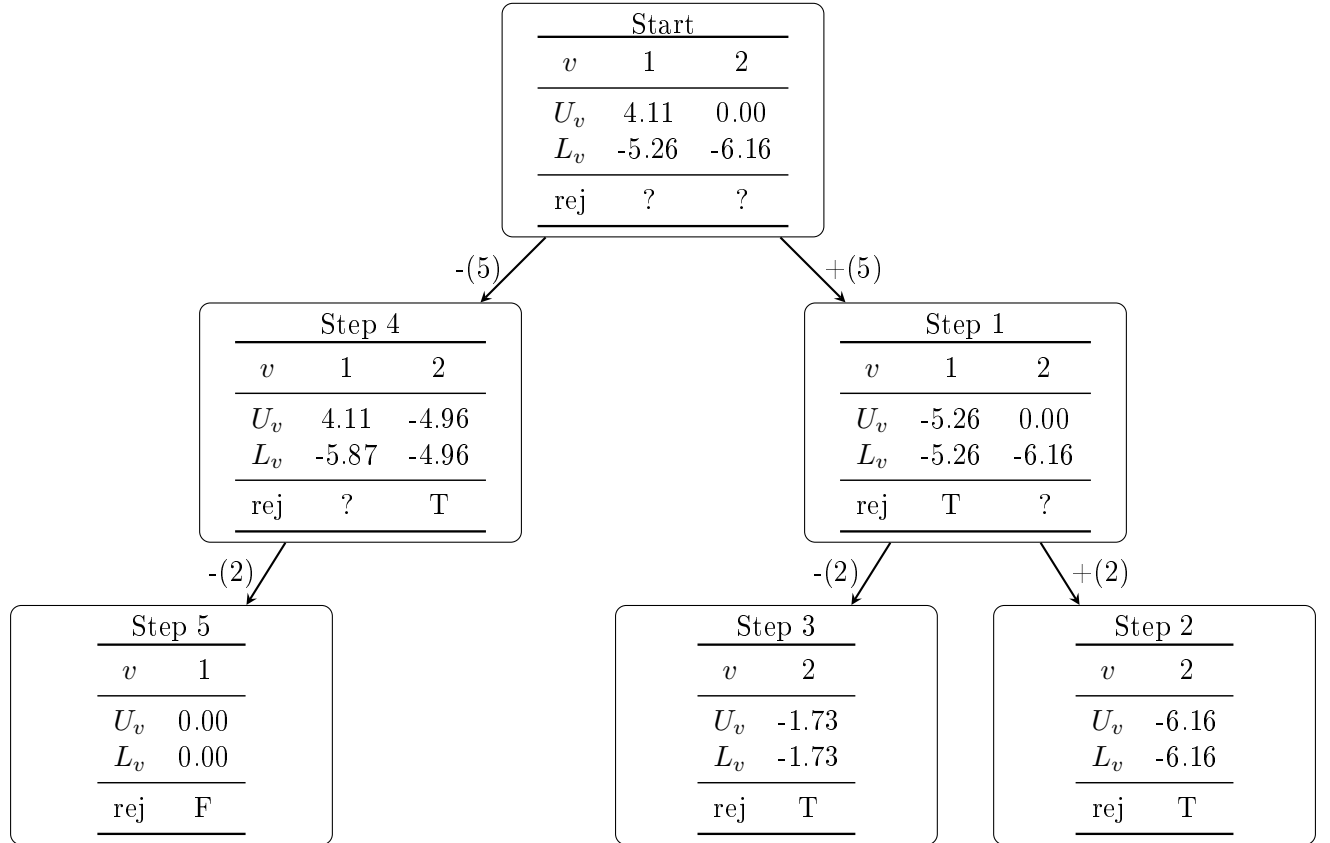 Start
v 1 2
U_v 4.11 0.00
L_v -5.26 -6.16
rej ? ?
-(5)
+(5)
Step 4
v 1 2
U_v 4.11 -4.96
L_v -5.87 -4.96
rej ? T
Step 1
v 1 2
U_v -5.26 0.00
L_v -5.26 -6.16
rej T ?
-(2)
-(2)
+(2)
Step 5
v 1
U_v 0.00
L_v 0.00
rej F
Step 3
v 2
U_v -1.73
L_v -1.73
rej T
Step 2
v 2
U_v -6.16
L_v -6.16
rej T